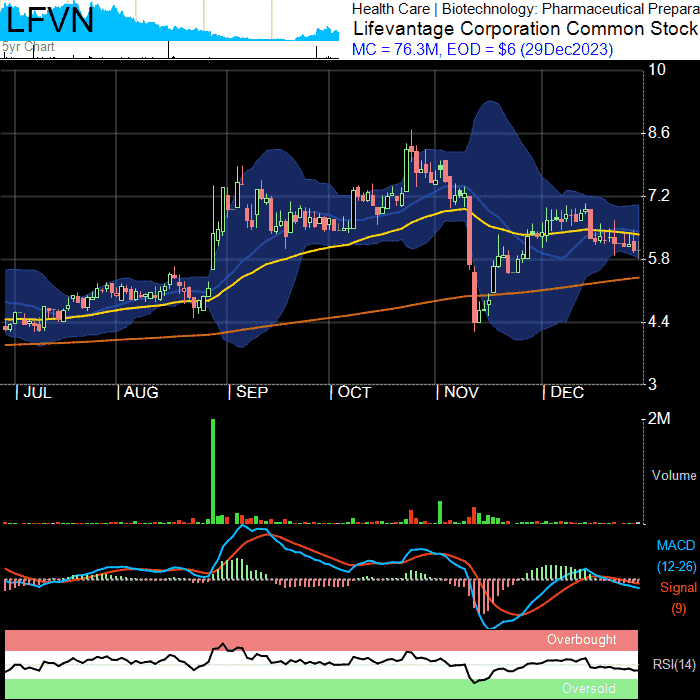 LFVN
5yr Chart
Health Care | Biotechnology: Pharmaceutical Prepara
Lifevantage Corporation Common Stock
MC = 76.3M, EOD = $6 (29Dec2023)
10
8.6
7.2
5.8
4.4
3
JUL AUG SEP OCT NOV DEC
2M
Volume
MACD
(12-26)
Signal
(9)
Overbought
RSI(14)
Oversold